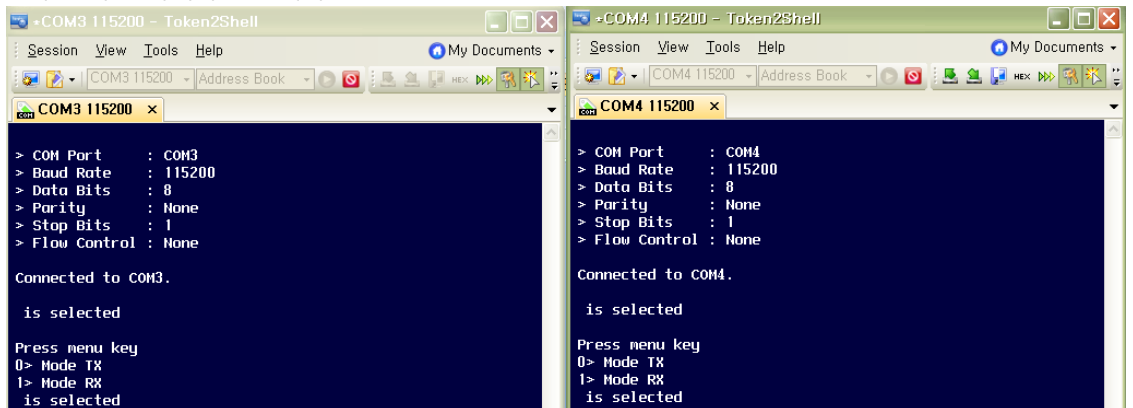 *COM3 115200 - Token2Shell
Session View Tools Help My Documents
COM3 115200 Address Book HEX
COM3 115200 ×
> COM Port : COM3
> Baud Rate : 115200
> Data Bits : 8
> Parity : None
> Stop Bits : 1
> Flow Control : None
Connected to COM3.
is selected
Press menu key
0> Mode TX
1> Mode RX
is selected
*COM4 115200 - Token2Shell
Session View Tools Help My Documents
COM4 115200 Address Book HEX
COM4 115200 ×
> COM Port : COM4
> Baud Rate : 115200
> Data Bits : 8
> Parity : None
> Stop Bits : 1
> Flow Control : None
Connected to COM4.
is selected
Press menu key
0> Mode TX
1> Mode RX
is selected